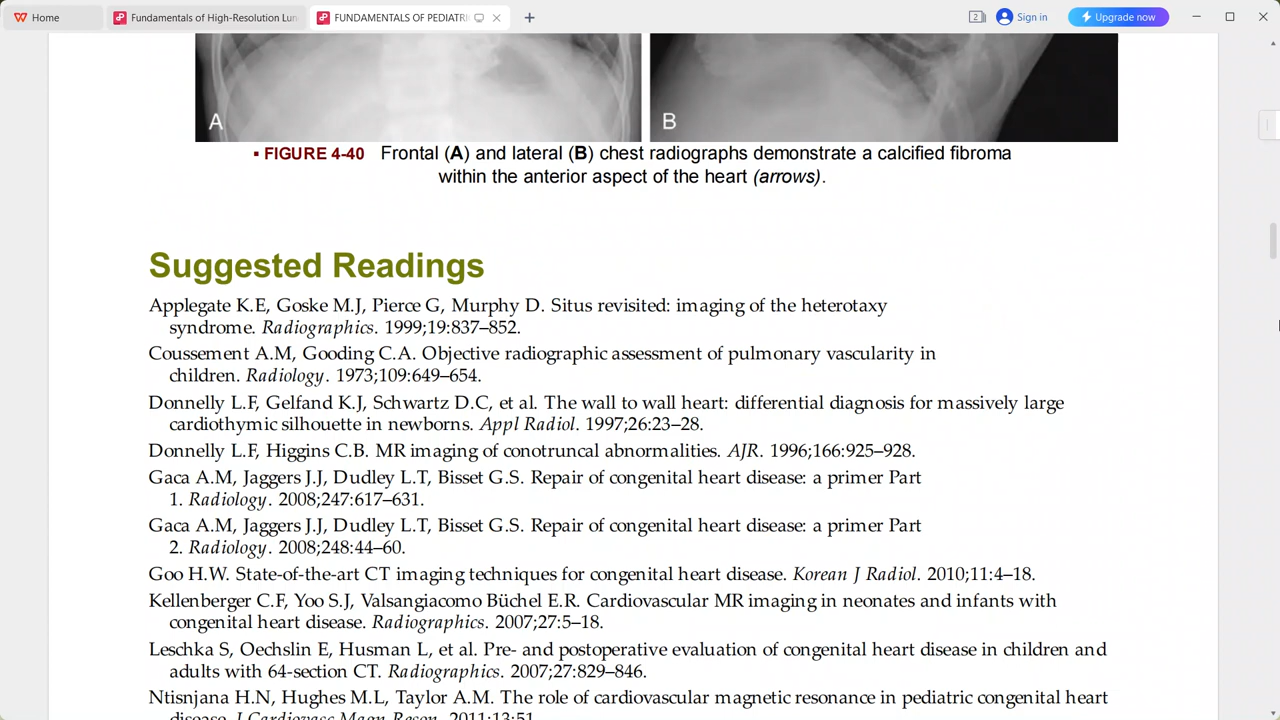 Home
Fundamentals of High-Resolution Lun
FUNDAMENTALS OF PEDIATRI
2
Sign in
Upgrade now
A
B
▪ FIGURE 4-40 Frontal (A) and lateral (B) chest radiographs demonstrate a calcified fibroma
within the anterior aspect of the heart (arrows).
Suggested Readings
Applegate K.E, Goske M.J, Pierce G, Murphy D. Situs revisited: imaging of the heterotaxy
syndrome. Radiographics. 1999;19:837–852.
Coussement A.M, Gooding C.A. Objective radiographic assessment of pulmonary vascularity in
children. Radiology. 1973;109:649–654.
Donnelly L.F, Gelfand K.J, Schwartz D.C, et al. The wall to wall heart: differential diagnosis for massively large
cardiothymic silhouette in newborns. Appl Radiol. 1997;26:23–28.
Donnelly L.F, Higgins C.B. MR imaging of conotruncal abnormalities. AJR. 1996;166:925–928.
Gaca A.M, Jaggers J.J, Dudley L.T, Bisset G.S. Repair of congenital heart disease: a primer Part
1. Radiology. 2008;247:617–631.
Gaca A.M, Jaggers J.J, Dudley L.T, Bisset G.S. Repair of congenital heart disease: a primer Part
2. Radiology. 2008;248:44–60.
Goo H.W. State-of-the-art CT imaging techniques for congenital heart disease. Korean J Radiol. 2010;11:4–18.
Kellenberger C.F, Yoo S.J, Valsangiacomo Büchel E.R. Cardiovascular MR imaging in neonates and infants with
congenital heart disease. Radiographics. 2007;27:5–18.
Leschka S, Oechslin E, Husman L, et al. Pre- and postoperative evaluation of congenital heart disease in children and
adults with 64-section CT. Radiographics. 2007;27:829–846.
Ntisnjana H.N, Hughes M.L, Taylor A.M. The role of cardiovascular magnetic resonance in pediatric congenital heart
disease. J Cardiovasc Magn Reson. 2011;13:51.